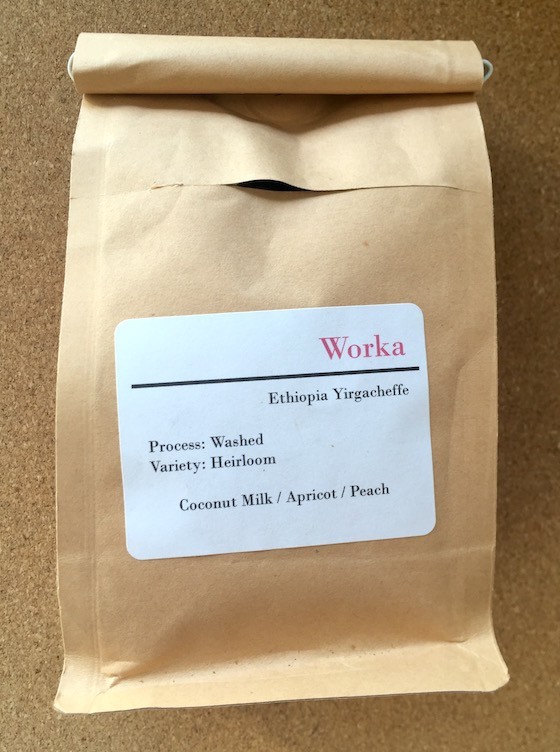 Worka
Ethiopia Yirgacheffe
Process: Washed
Variety: Heirloom
Coconut Milk / Apricot / Peach